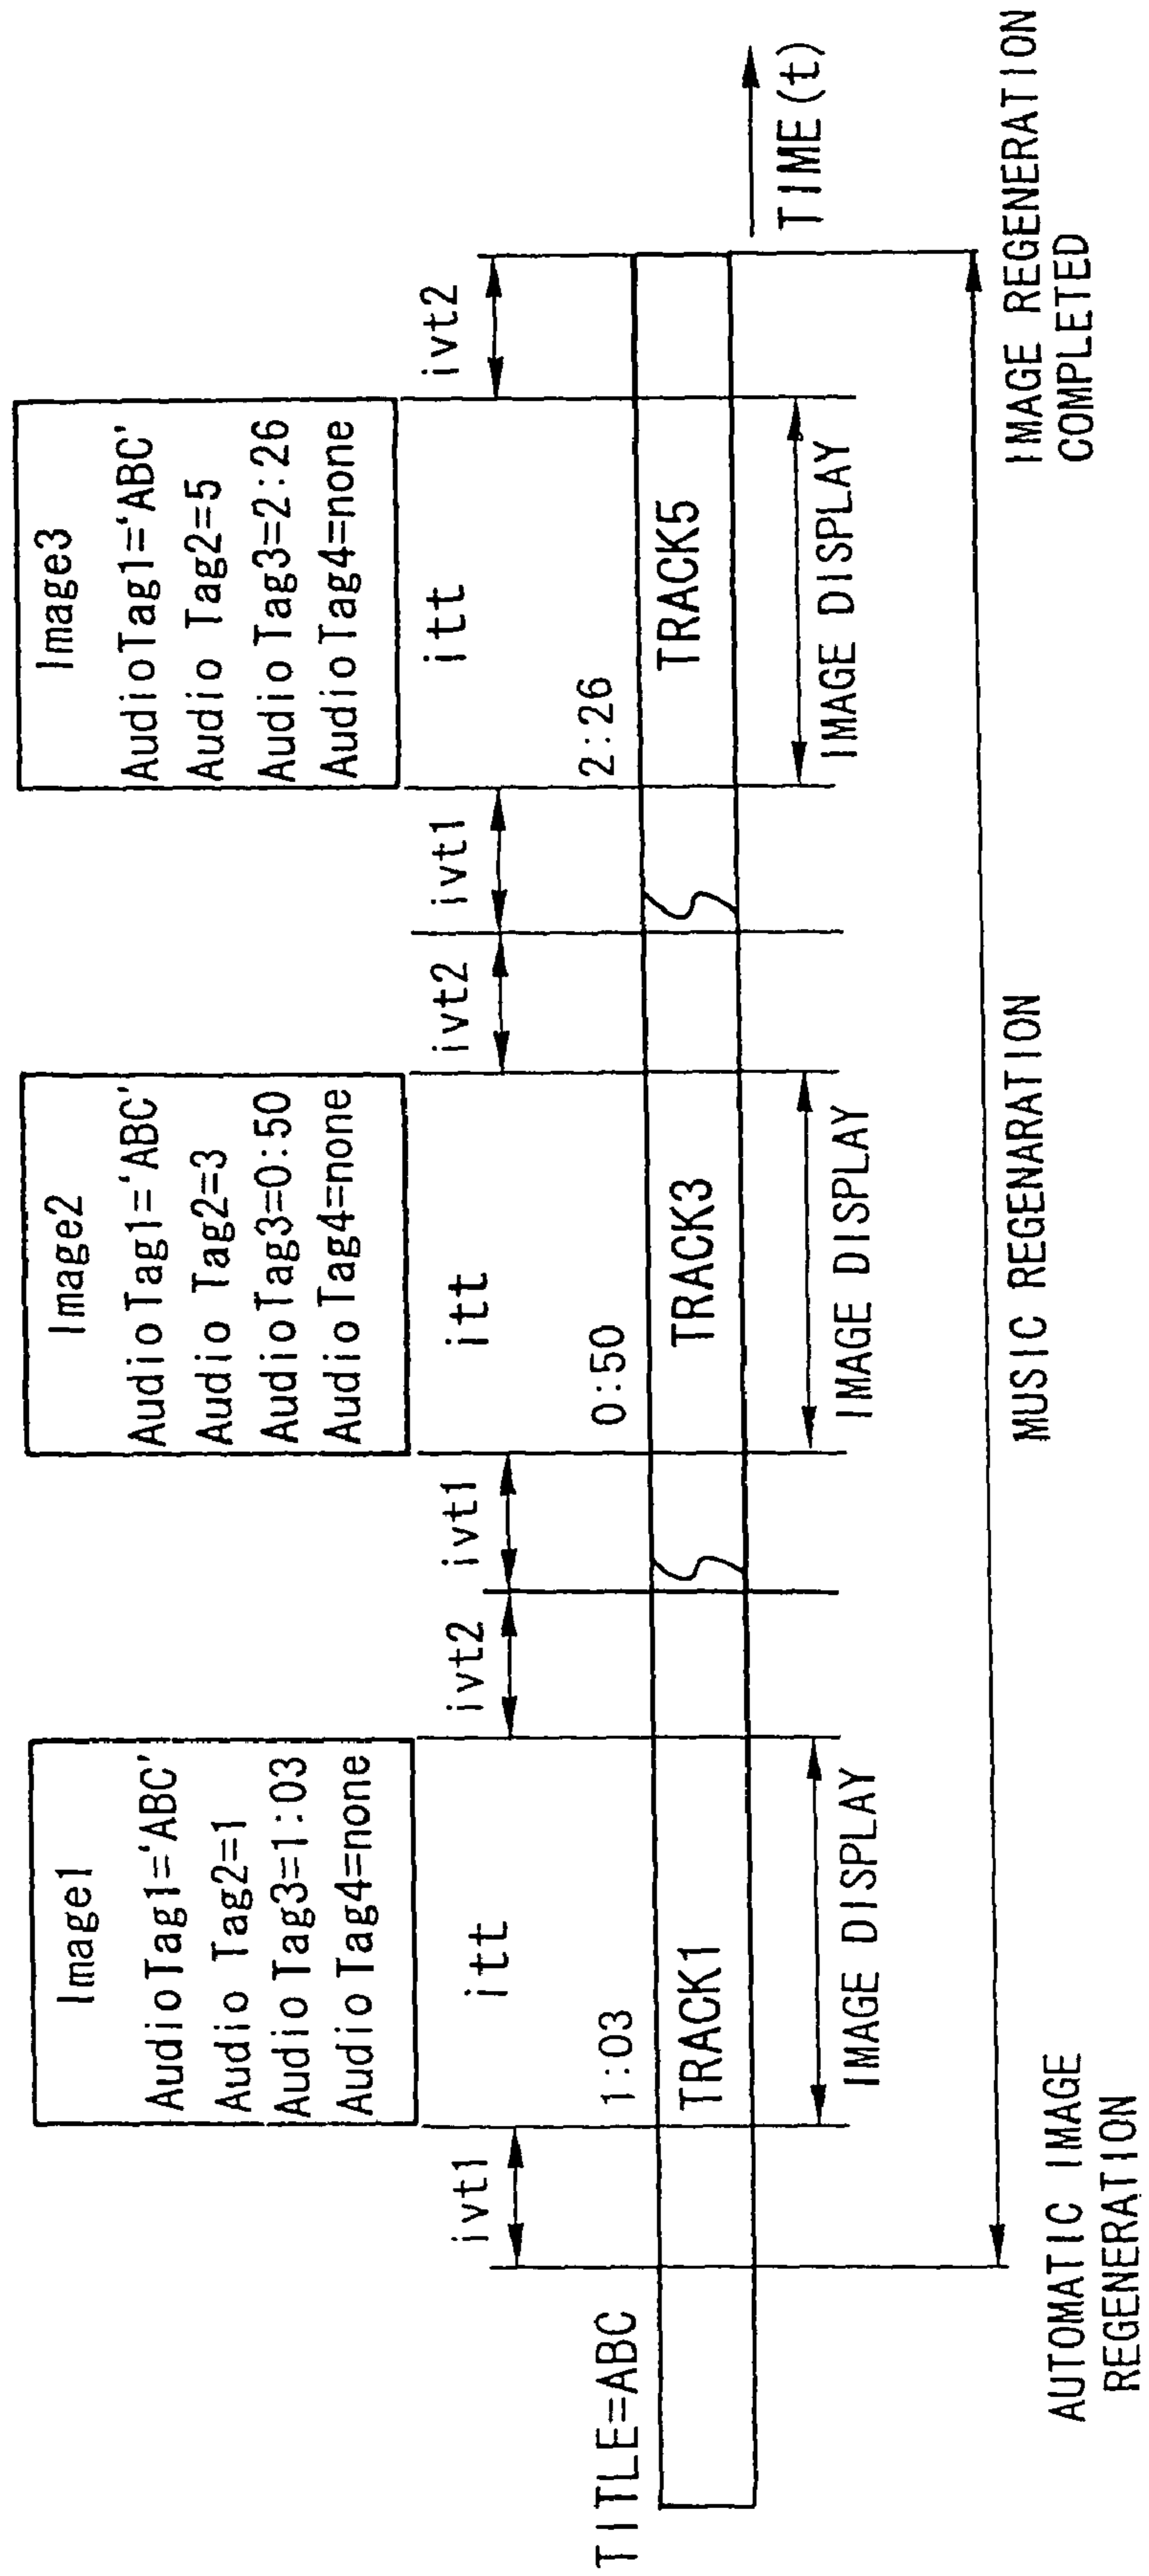 Image1
AudioTag1='ABC'
Audio Tag2=1
AudioTag3=1:03
AudioTag4=none
Image2
AudioTag1='ABC'
Audio Tag2=3
AudioTag3=0:50
AudioTag4=none
Image3
AudioTag1='ABC'
Audio Tag2=5
AudioTag3=2:26
AudioTag4=none
ivt1
itt
ivt2
ivt1
itt
ivt2
ivt1
itt
ivt2
TITLE=ABC
1:03
0:50
2:26
TRACK1
TRACK3
TRACK5
TIME(t)
IMAGE DISPLAY
IMAGE DISPLAY
IMAGE DISPLAY
AUTOMATIC IMAGE
REGENERATION
MUSIC REGENARATION
IMAGE REGENERATION
COMPLETED